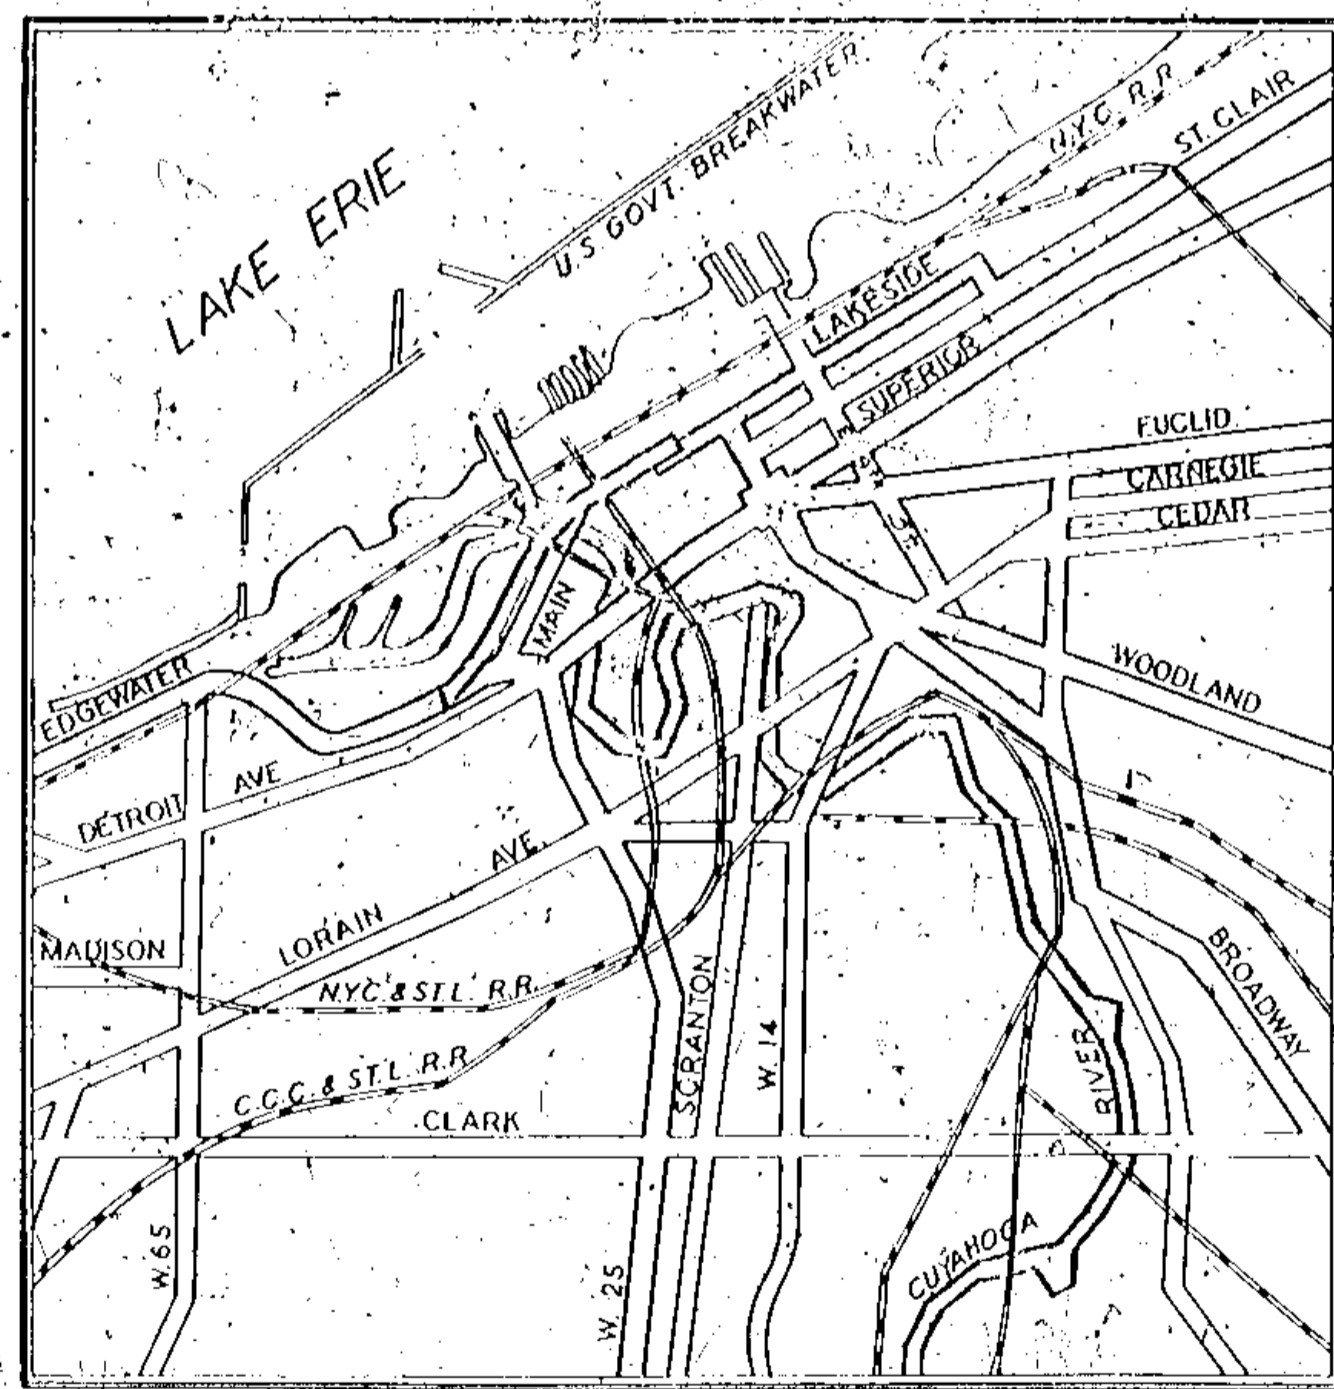 LAKE ERIE
U.S. GOVT. BREAKWATER
N.Y.C. R.R.
ST. CLAIR
LAKESIDE
SUPERIOR
EUCLID
CARNEGIE
CEDAR
MAIN
EDGEWATER
WOODLAND
DETROIT AVE
LORAIN AVE.
MADISON
N.Y.C. & ST.L. R.R.
BROADWAY
SCRANTON
W. 14
RIVER
C.C.C. & ST.L. R.R
CLARK
W. 65
W. 25
CUYAHOGA